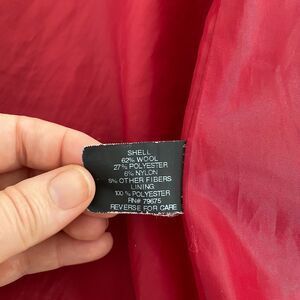 SHELL
62% WOOL
27% POLYESTER
6% NYLON
5% OTHER FIBERS
LINING
100% POLYESTER
RN# 79675
REVERSE FOR CARE